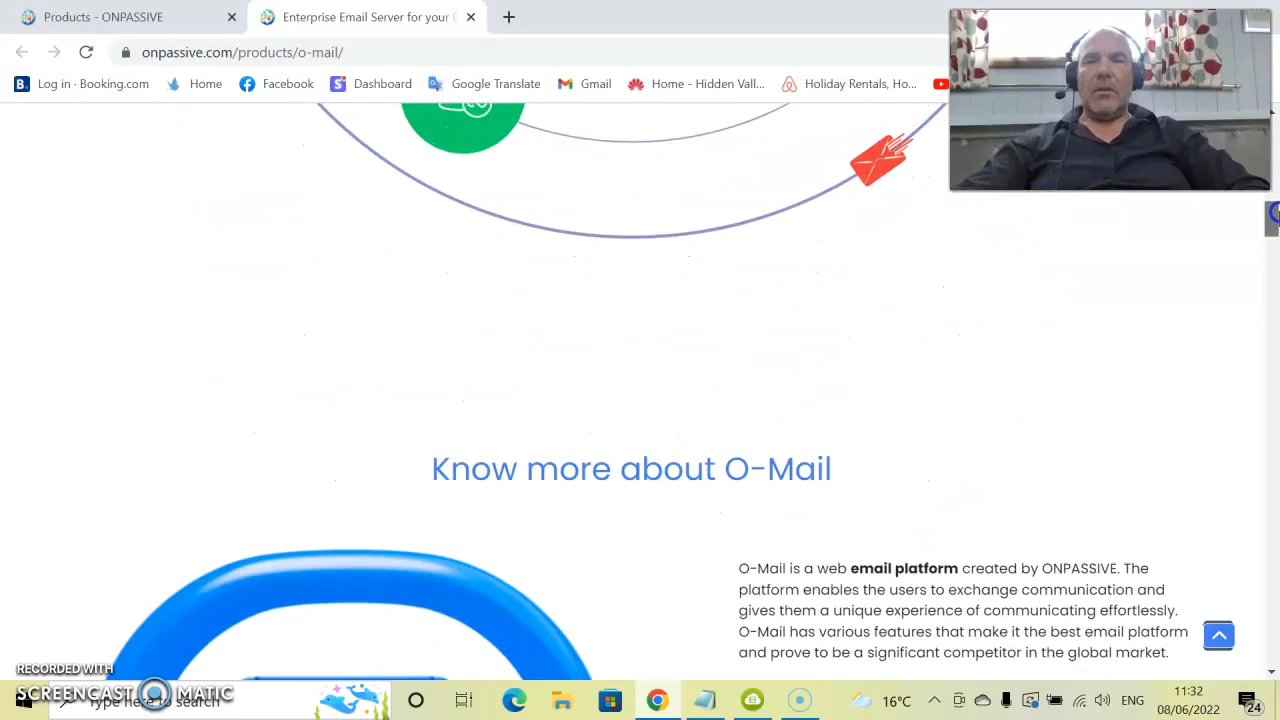 Products - ONPASSIVE
Enterprise Email Server for your
onpassive.com/products/o-mail/
Log in - Booking.com
Home
Facebook
Dashboard
Google Translate
Gmail
Home - Hidden Vall...
Holiday Rentals, Ho...
Know more about O-Mail
O-Mail is a web email platform created by ONPASSIVE. The
platform enables the users to exchange communication and
gives them a unique experience of communicating effortlessly.
O-Mail has various features that make it the best email platform
and prove to be a significant competitor in the global market.
RECORDED WITH
SCREENCAST MATIC
Type here to search
16°C
ENG
11:32
08/06/2022
24